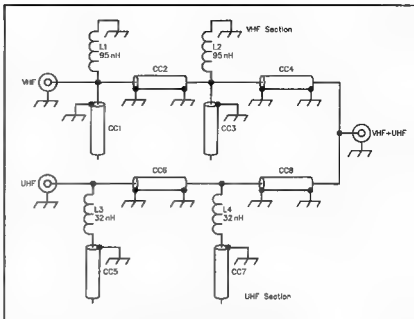 L1
95 nH
L2
95 nH
VHF Section
VHF
CC2
CC4
CC1
CC3
VHF+UHF
UHF
CC6
CC8
L3
32 nH
L4
32 nH
CC5
CC7
UHF Section